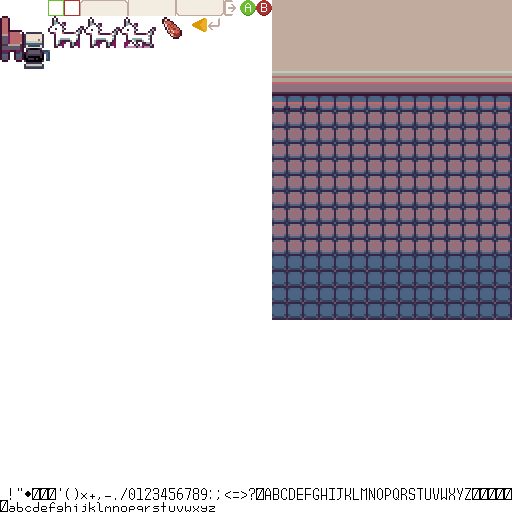 A B
!"◆'()×+,-./0123456789:;<=>?ABCDEFGHIJKLMNOPQRSTUVWXYZ
abcdefghijklmnopqrstuvwxyz